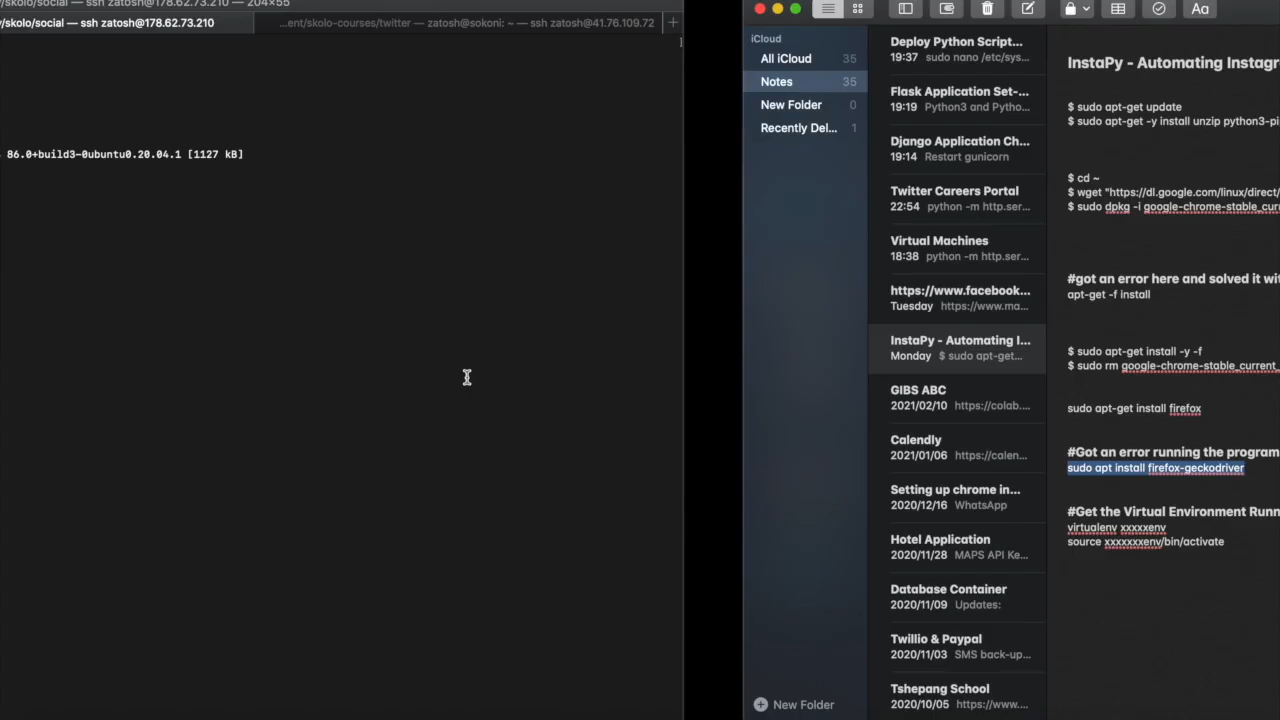 /skolo/social — ssh zatosh@178.62.73.210 — 204×55
/skolo/social — ssh zatosh@178.62.73.210
...ent/skolo-courses/twitter — zatosh@sokoni: ~ — ssh zatosh@41.76.109.72
+
86.0+build3-0ubuntu0.20.04.1 [1127 kB]
]
Aa
iCloud
All iCloud 35
Notes 35
New Folder 0
Recently Del... 1
New Folder
Deploy Python Script...
19:37 sudo nano /etc/sys...
Flask Application Set-...
19:19 Python3 and Pytho...
Django Application Ch...
19:14 Restart gunicorn
Twitter Careers Portal
22:54 python -m http.ser...
Virtual Machines
18:38 python -m http.ser...
https://www.facebook...
Tuesday https://www.ma...
InstaPy - Automating I...
Monday $ sudo apt-get...
GIBS ABC
2021/02/10 https://colab....
Calendly
2021/01/06 https://calen...
Setting up chrome in...
2020/12/16 WhatsApp
Hotel Application
2020/11/28 MAPS API Ke...
Database Container
2020/11/09 Updates:
Twillio & Paypal
2020/11/03 SMS back-up...
Tshepang School
2020/10/05 https://www....
InstaPy - Automating Instagr
$ sudo apt-get update
$ sudo apt-get -y install unzip python3-pi
$ cd ~
$ wget "https://dl.google.com/linux/direct/
$ sudo dpkg -i google-chrome-stable_curr
#got an error here and solved it wit
apt-get -f install
$ sudo apt-get install -y -f
$ sudo rm google-chrome-stable_current_
sudo apt-get install firefox
#Got an error running the program
sudo apt install firefox-geckodriver
#Get the Virtual Environment Runn
virtualenv xxxxxenv
source xxxxxxxenv/bin/activate